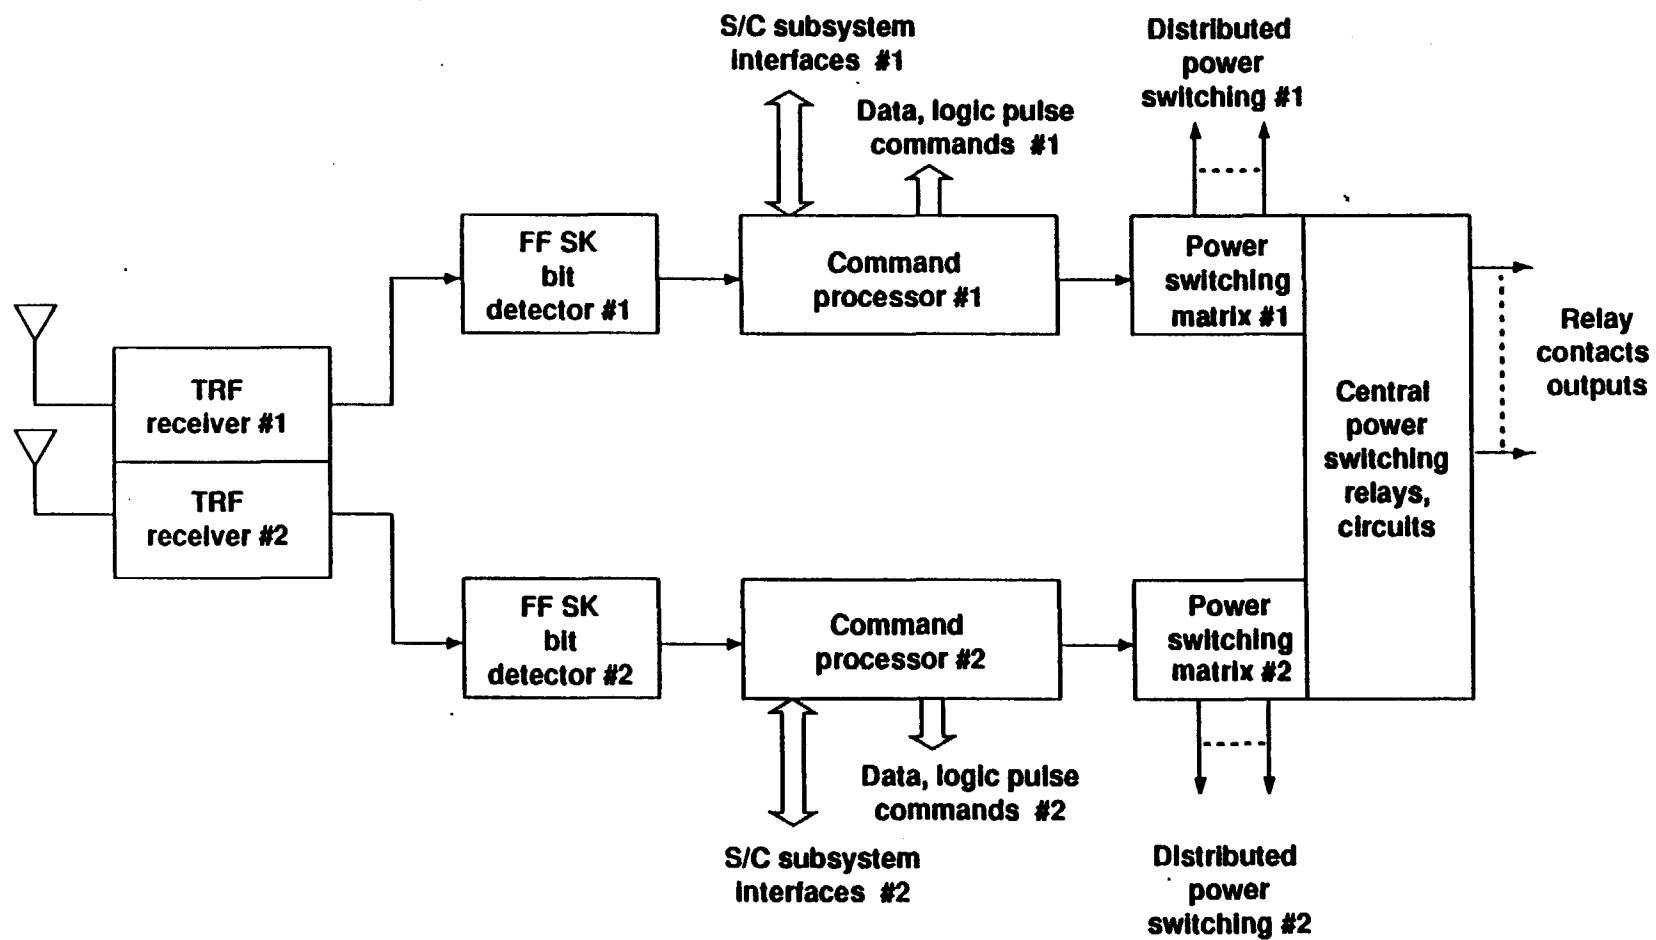 S/C subsystem
interfaces #1
Distributed
power
switching #1
Data, logic pulse
commands #1
FF SK
bit
detector #1
Command
processor #1
Power
switching
matrix #1
TRF
receiver #1
TRF
receiver #2
Central
power
switching
relays,
circuits
Relay
contacts
outputs
FF SK
bit
detector #2
Command
processor #2
Power
switching
matrix #2
Data, logic pulse
commands #2
S/C subsystem
interfaces #2
Distributed
power
switching #2